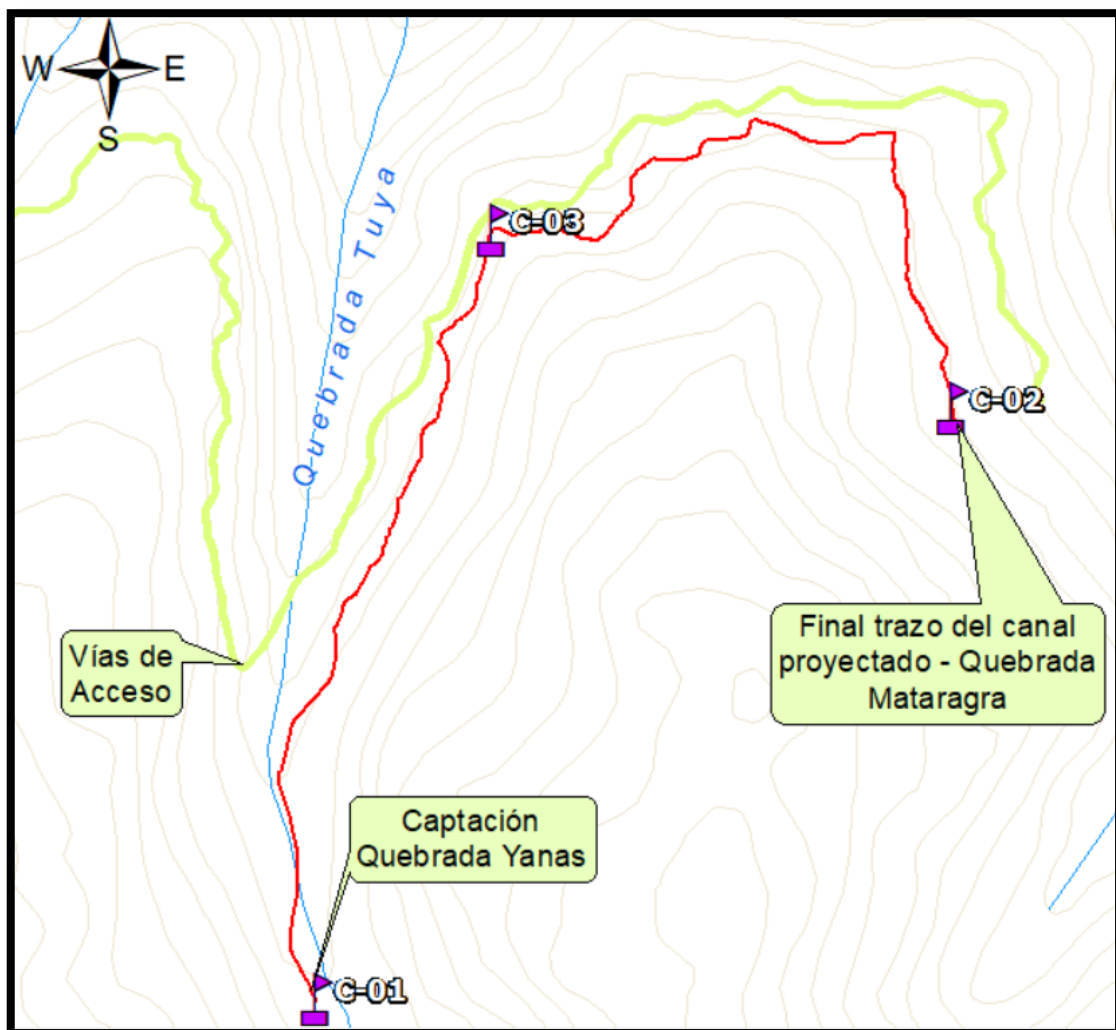 W
E
S
Quebrada Tuya
C-03
C-02
Vías de
Acceso
Final trazo del canal
proyectado - Quebrada
Mataragra
Captación
Quebrada Yanas
C-01